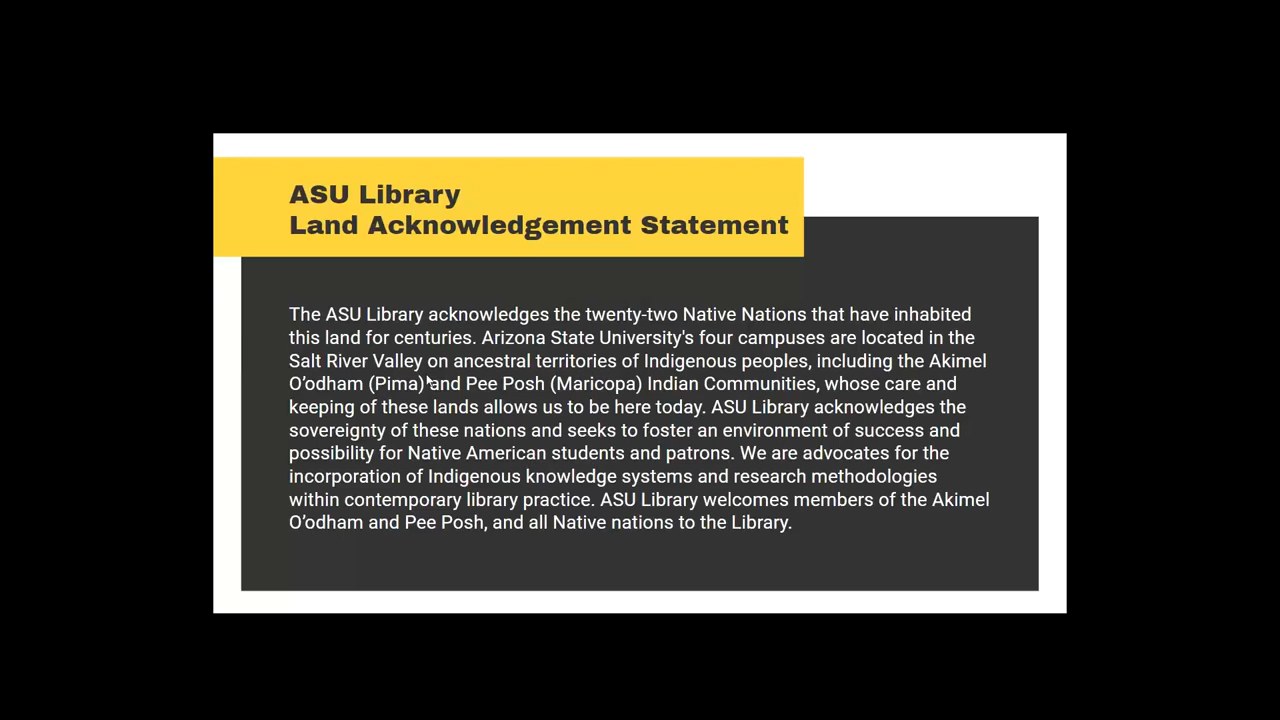 ASU Library
Land Acknowledgement Statement
The ASU Library acknowledges the twenty-two Native Nations that have inhabited
this land for centuries. Arizona State University's four campuses are located in the
Salt River Valley on ancestral territories of Indigenous peoples, including the Akimel
O’odham (Pima) and Pee Posh (Maricopa) Indian Communities, whose care and
keeping of these lands allows us to be here today. ASU Library acknowledges the
sovereignty of these nations and seeks to foster an environment of success and
possibility for Native American students and patrons. We are advocates for the
incorporation of Indigenous knowledge systems and research methodologies
within contemporary library practice. ASU Library welcomes members of the Akimel
O’odham and Pee Posh, and all Native nations to the Library.